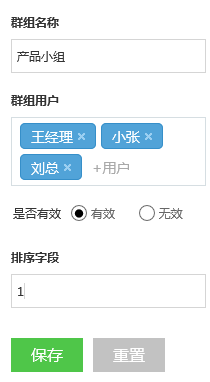 群组名称
产品小组
群组用户
王经理 × 小张 ×
刘总 × +用户
是否有效 有效 无效
排序字段
1
保存 重置